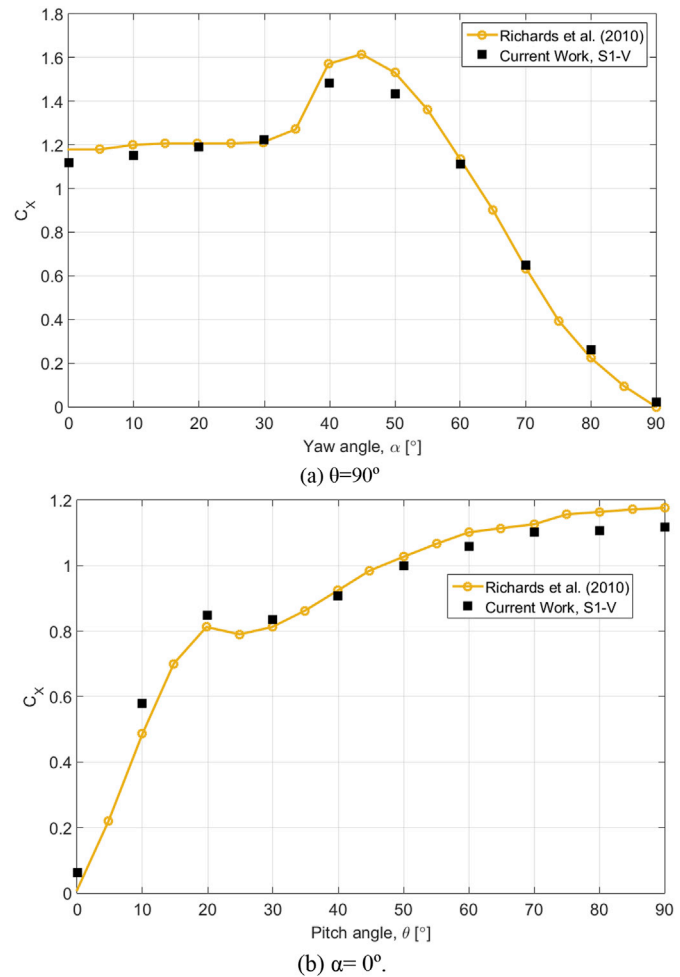 1.8
1.6
1.4
1.2
1
0.8
0.6
0.4
0.2
0
C_X
Richards et al. (2010)
Current Work, S1-V
0 10 20 30 40 50 60 70 80 90
Yaw angle, α [°]
(a) θ=90º
1.2
1
0.8
0.6
0.4
0.2
0
C_X
Richards et al. (2010)
Current Work, S1-V
0 10 20 30 40 50 60 70 80 90
Pitch angle, θ [°]
(b) α= 0º.